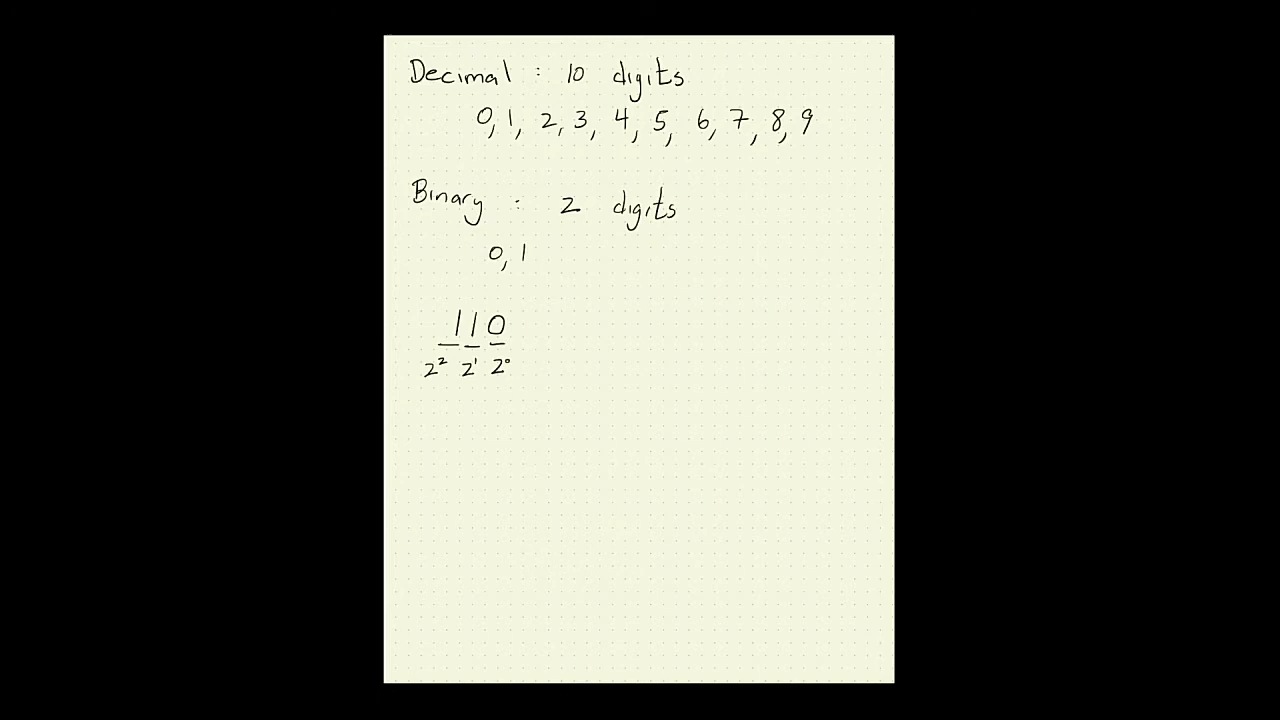 Decimal : 10 digits
0, 1, 2, 3, 4, 5, 6, 7, 8, 9
Binary : 2 digits
0, 1
110
2² 2¹ 2⁰